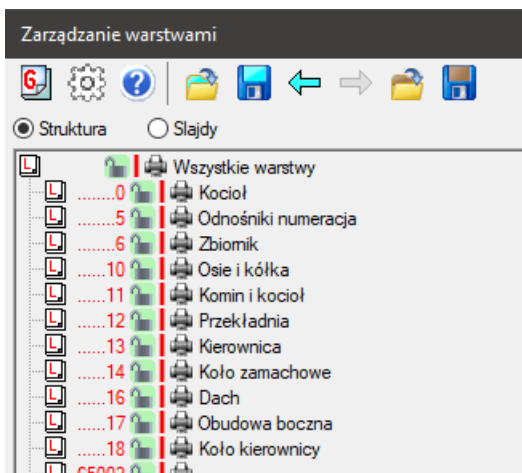 Zarządzanie warstwami
G.
Struktura Slajdy
L Wszystkie warstwy
L ........0 Kocioł
L ........5 Odnośniki numeracja
L ........6 Zbiornik
L ......10 Osie i kółka
L ......11 Komin i kocioł
L ......12 Przekładnia
L ......13 Kierownica
L ......14 Koło zamachowe
L ......16 Dach
L ......17 Obudowa boczna
L ......18 Koło kierownicy